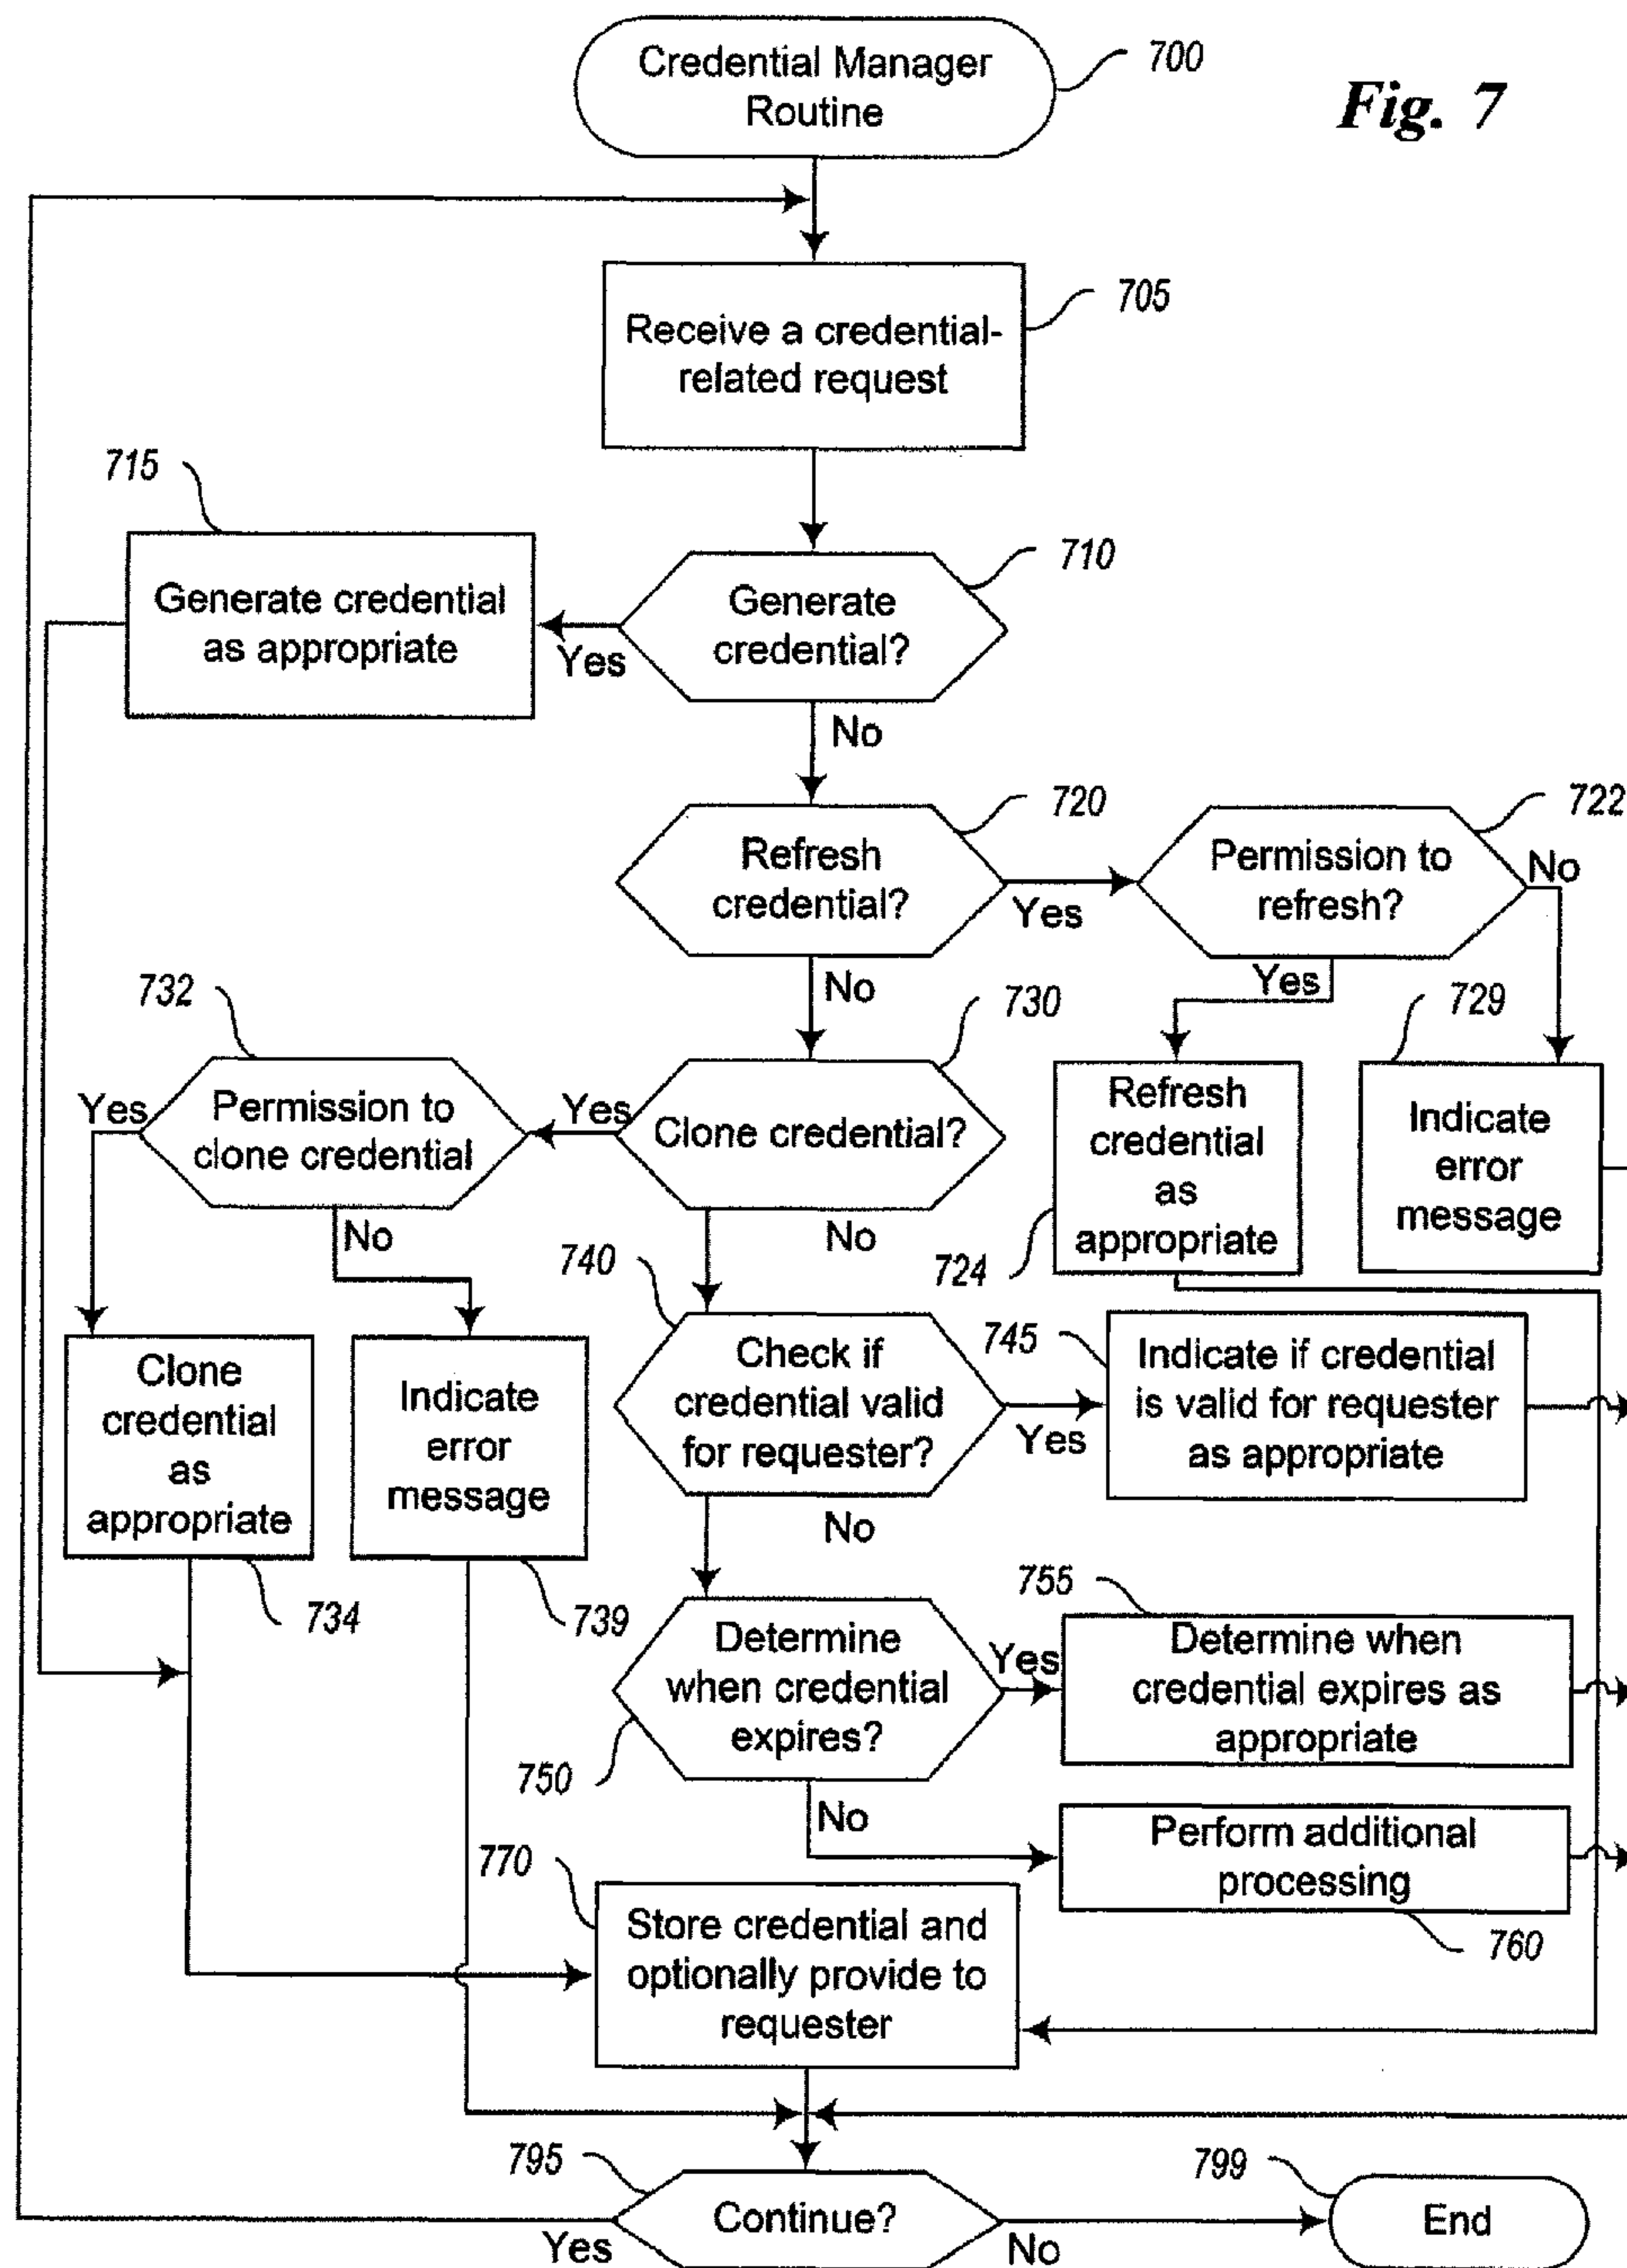 Credential Manager
Routine
700
Fig. 7
705
Receive a credential-
related request
715
Generate credential
as appropriate
710
Generate
credential?
Yes
No
720
Refresh
credential?
Yes
722
Permission to
refresh?
No
No
Yes
732
Permission to
clone credential
Yes
730
Clone credential?
Yes
729
Refresh
credential
as
appropriate
724
Indicate
error
message
No
No
740
Clone
credential
as
appropriate
734
Indicate
error
message
739
Check if
credential valid
for requester?
Yes
745
Indicate if credential
is valid for requester
as appropriate
No
Determine
when credential
expires?
750
Yes
755
Determine when
credential expires as
appropriate
No
Perform additional
processing
760
770
Store credential and
optionally provide to
requester
795
Continue?
Yes
No
799
End